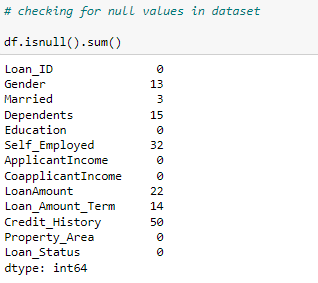 # checking for null values in dataset
df.isnull().sum()
Loan_ID 0
Gender 13
Married 3
Dependents 15
Education 0
Self_Employed 32
ApplicantIncome 0
CoapplicantIncome 0
LoanAmount 22
Loan_Amount_Term 14
Credit_History 50
Property_Area 0
Loan_Status 0
dtype: int64